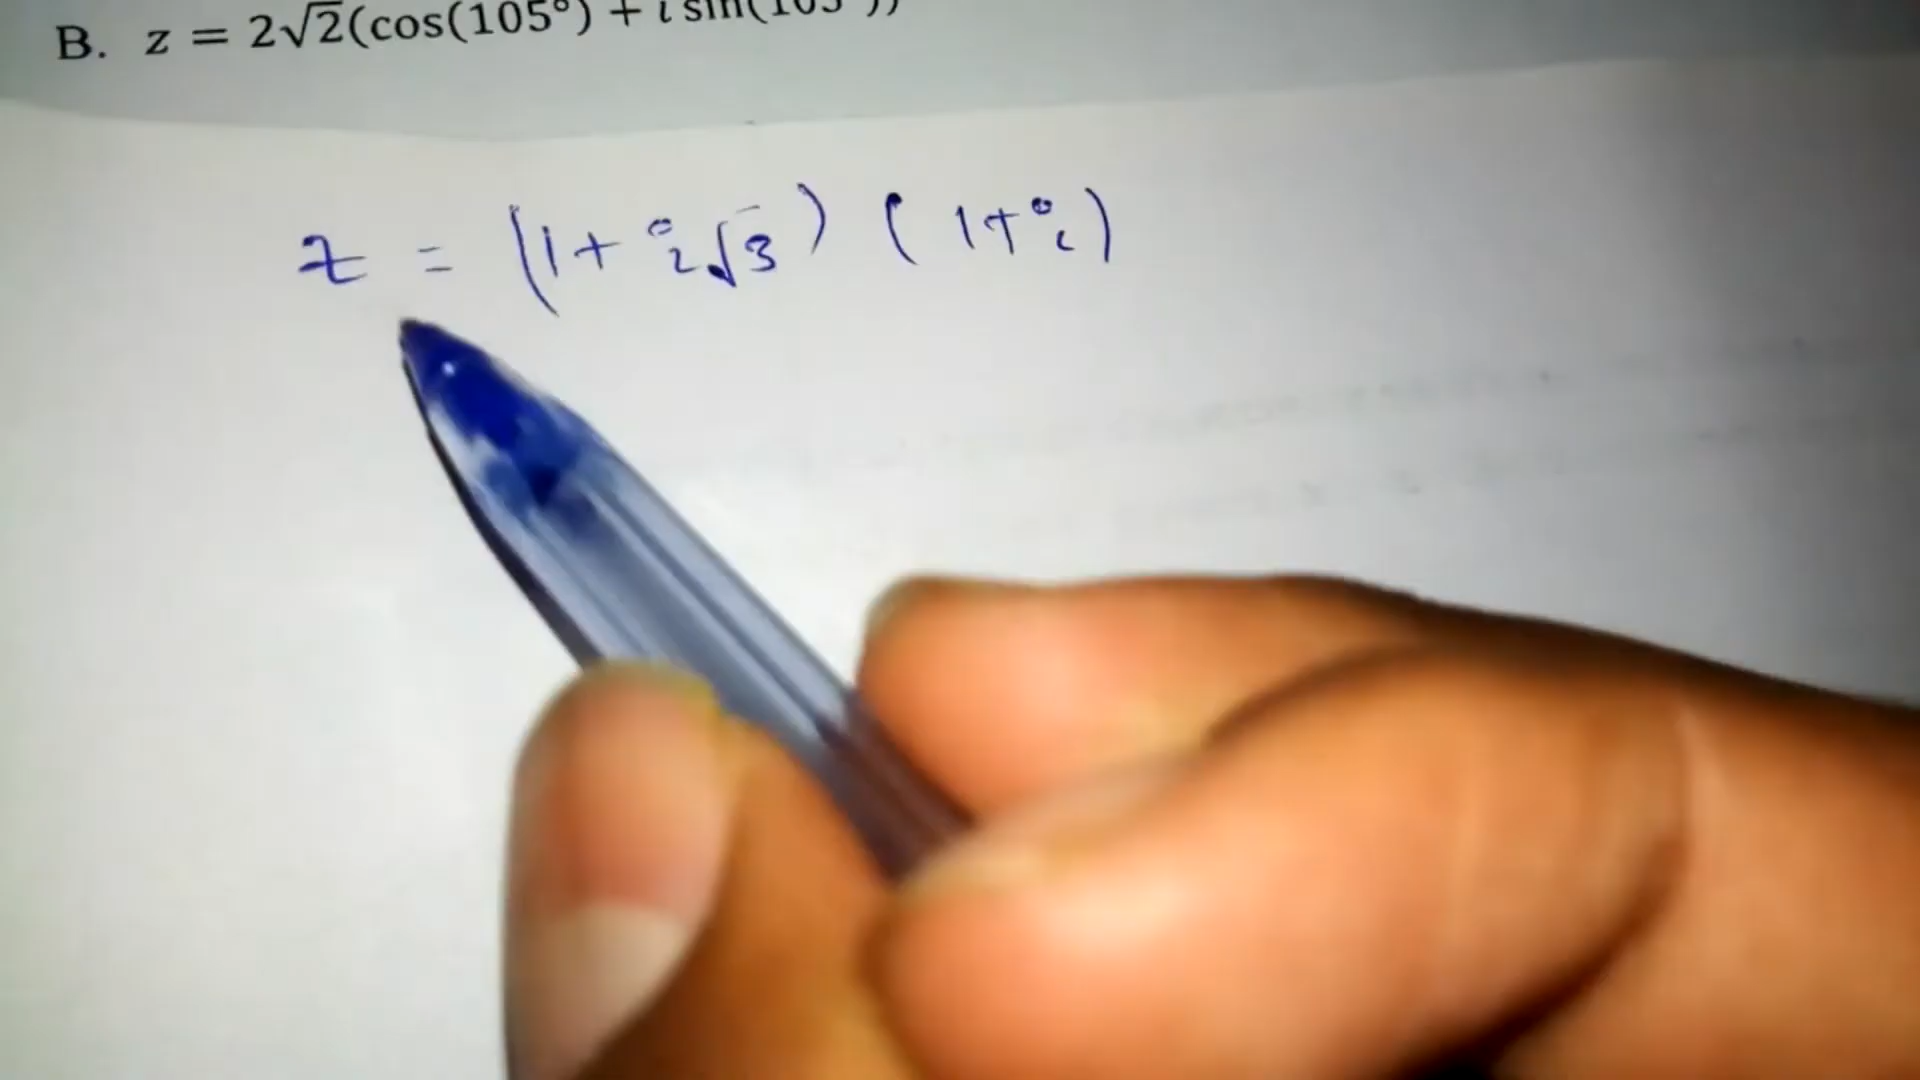 B. z = 2√2(cos(105°) + i sin(105°))
z = (1 + i√3) (1 + i)